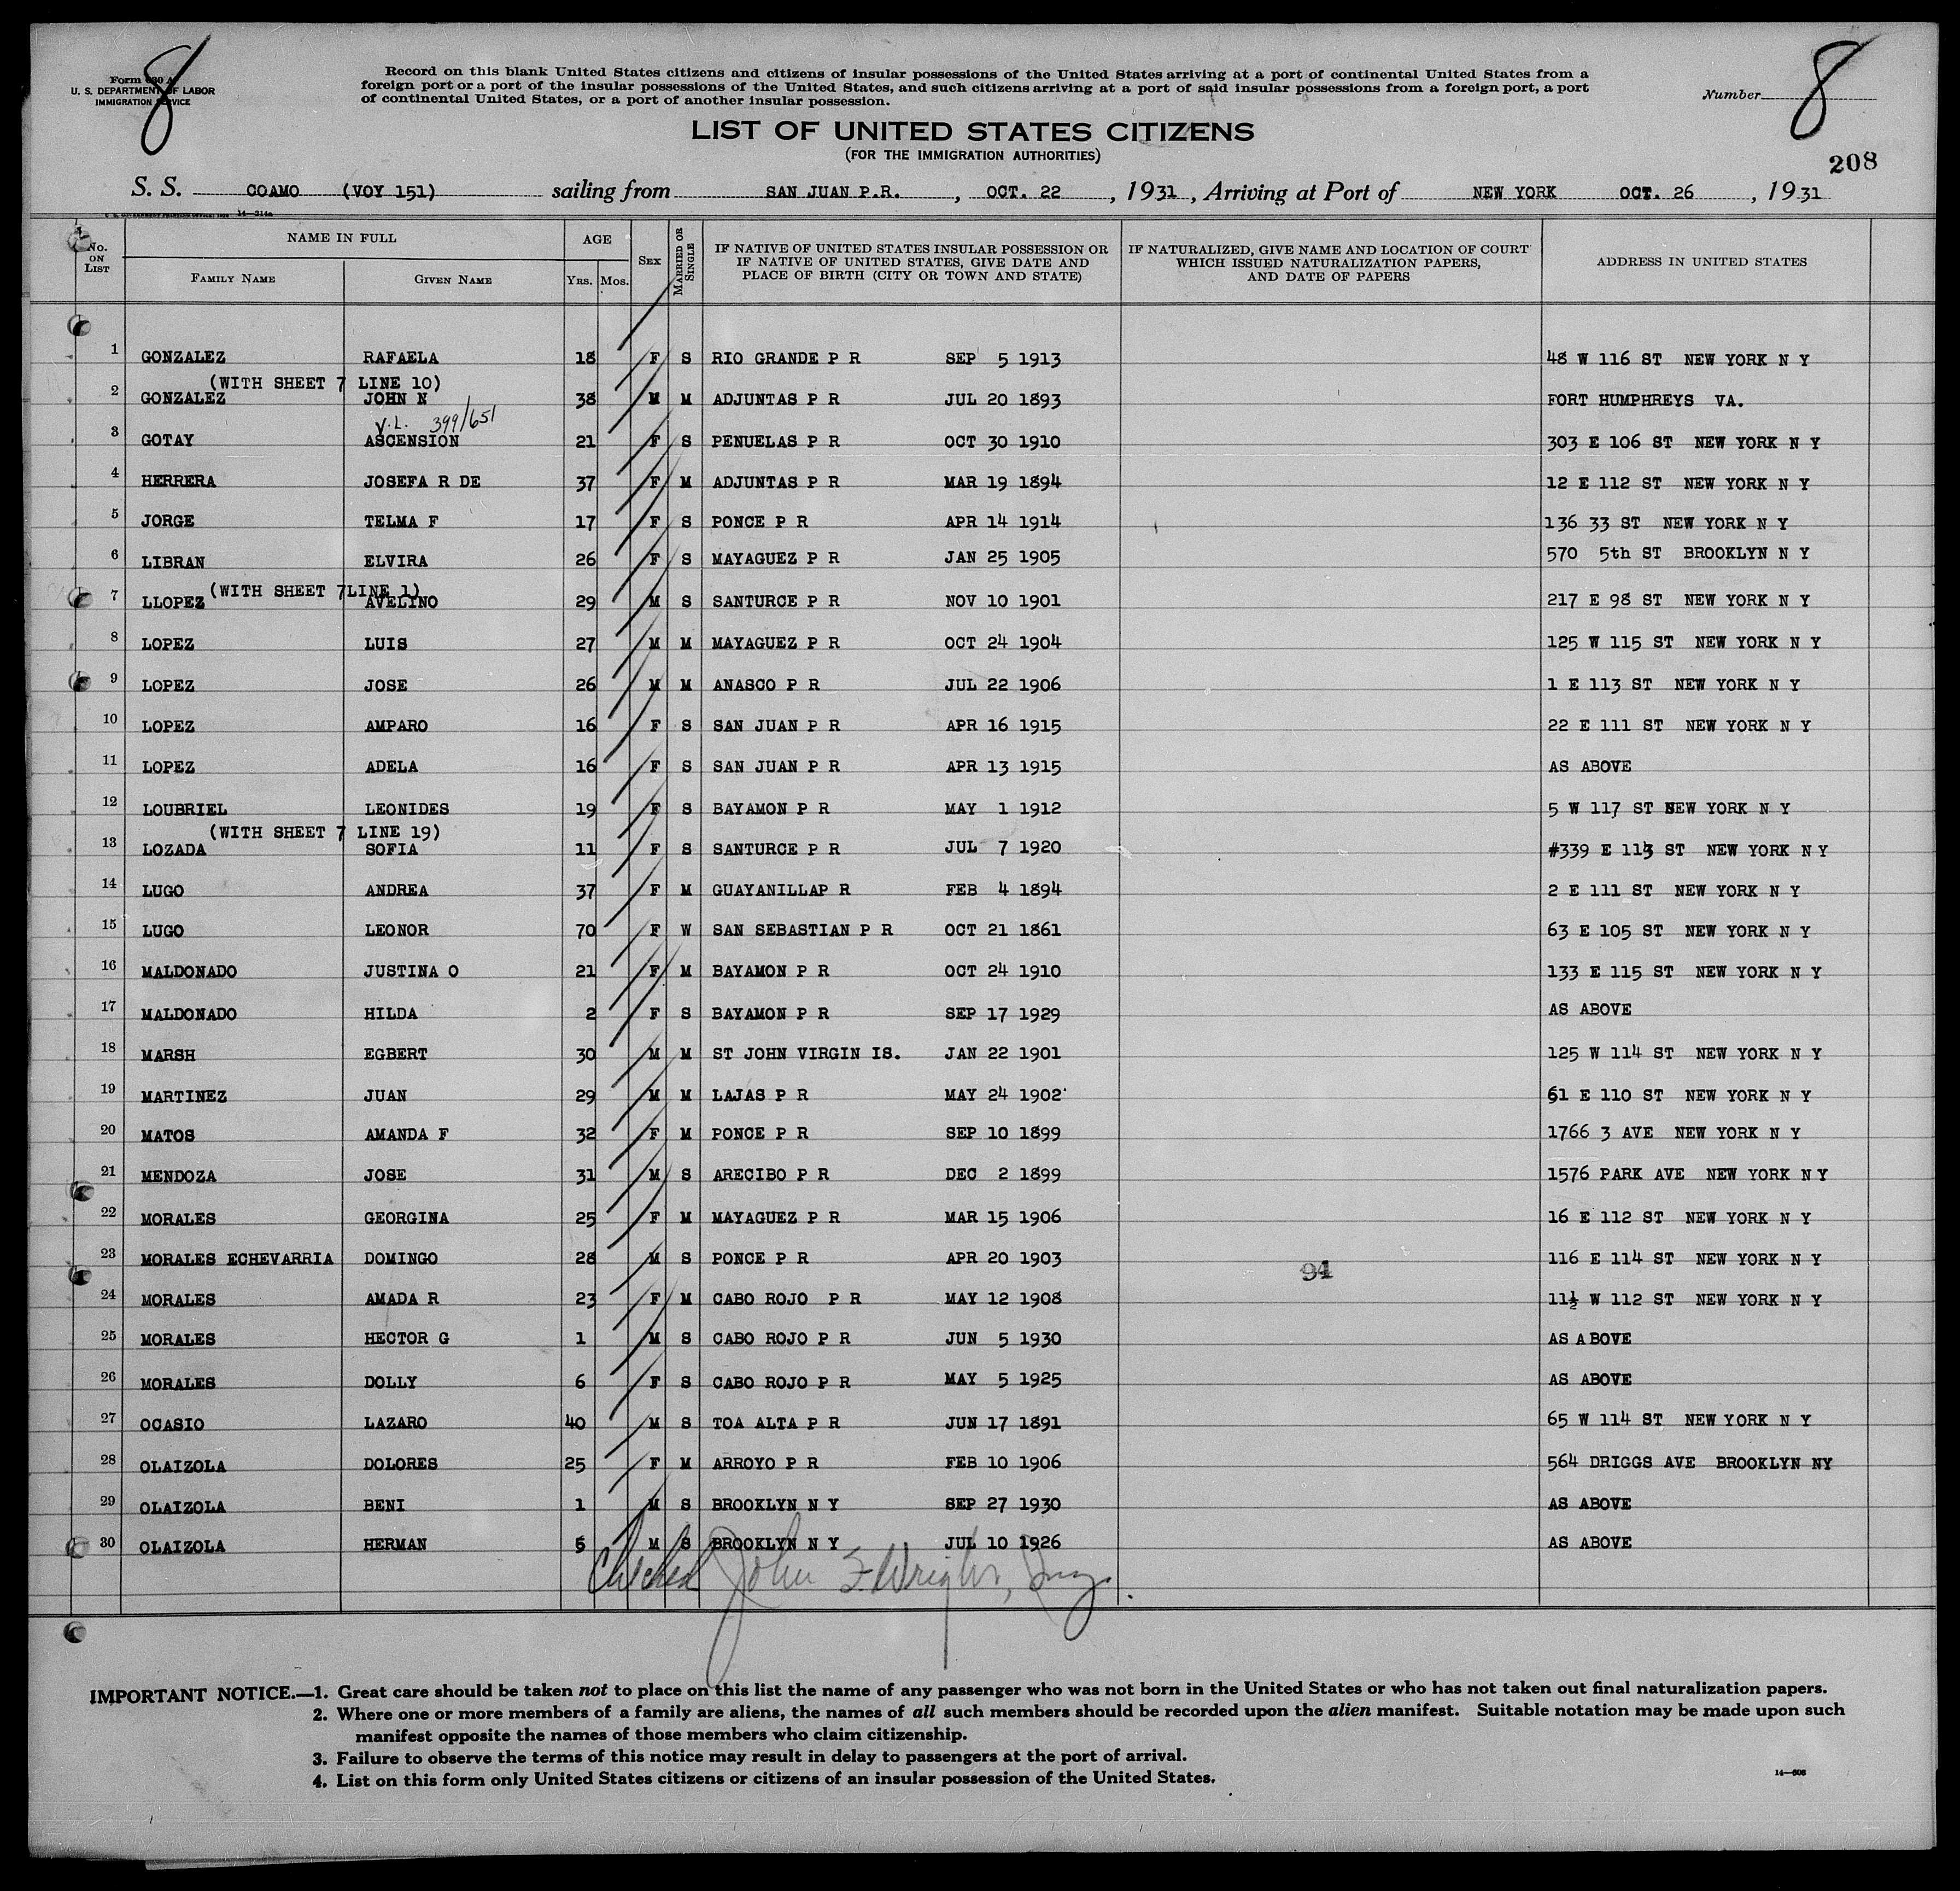 8
8
Form 630 A
U. S. DEPARTMENT OF LABOR
IMMIGRATION SERVICE
Record on this blank United States citizens and citizens of insular possessions of the United States arriving at a port of continental United States from a
foreign port or a port of the insular possessions of the United States, and such citizens arriving at a port of said insular possessions from a foreign port, a port
of continental United States, or a port of another insular possession.
Number
LIST OF UNITED STATES CITIZENS
(FOR THE IMMIGRATION AUTHORITIES)
208
S. S. COAMO (VOY 151) sailing from SAN JUAN P.R. , OCT. 22 , 1931 , Arriving at Port of NEW YORK OCT. 26 , 1931
14—214a
No. ON LIST NAME IN FULL FAMILY NAME GIVEN NAME AGE YRS. MOS. SEX MARRIED OR SINGLE IF NATIVE OF UNITED STATES INSULAR POSSESSION OR IF NATIVE OF UNITED STATES, GIVE DATE AND PLACE OF BIRTH (CITY OR TOWN AND STATE) IF NATURALIZED, GIVE NAME AND LOCATION OF COURT WHICH ISSUED NATURALIZATION PAPERS, AND DATE OF PAPERS ADDRESS IN UNITED STATES
1 GONZALEZ RAFAELA 18 F S RIO GRANDE P R SEP 5 1913 48 W 116 ST NEW YORK N Y
(WITH SHEET 7 LINE 10)
2 GONZALEZ JOHN N 38 M M ADJUNTAS P R JUL 20 1893 FORT HUMPHREYS VA.
V.L. 399/651
3 GOTAY ASCENSION 21 F S PENUELAS P R OCT 30 1910 303 E 106 ST NEW YORK N Y
4 HERRERA JOSEFA R DE 37 F M ADJUNTAS P R MAR 19 1894 12 E 112 ST NEW YORK N Y
5 JORGE TELMA F 17 F S PONCE P R APR 14 1914 136 33 ST NEW YORK N Y
6 LIBRAN ELVIRA 26 F S MAYAGUEZ P R JAN 25 1905 570 5th ST BROOKLYN N Y
(WITH SHEET 7LINE 1)
7 LLOPEZ AVELINO 29 M S SANTURCE P R NOV 10 1901 217 E 98 ST NEW YORK N Y
8 LOPEZ LUIS 27 M M MAYAGUEZ P R OCT 24 1904 125 W 115 ST NEW YORK N Y
9 LOPEZ JOSE 26 M M ANASCO P R JUL 22 1906 1 E 113 ST NEW YORK N Y
10 LOPEZ AMPARO 16 F S SAN JUAN P R APR 16 1915 22 E 111 ST NEW YORK N Y
11 LOPEZ ADELA 16 F S SAN JUAN P R APR 13 1915 AS ABOVE
12 LOUBRIEL LEONIDES 19 F S BAYAMON P R MAY 1 1912 5 W 117 ST NEW YORK N Y
(WITH SHEET 7 LINE 19)
13 LOZADA SOFIA 11 F S SANTURCE P R JUL 7 1920 #339 E 113 ST NEW YORK N Y
14 LUGO ANDREA 37 F M GUAYANILLAP R FEB 4 1894 2 E 111 ST NEW YORK N Y
15 LUGO LEONOR 70 F W SAN SEBASTIAN P R OCT 21 1861 63 E 105 ST NEW YORK N Y
16 MALDONADO JUSTINA O 21 F M BAYAMON P R OCT 24 1910 133 E 115 ST NEW YORK N Y
17 MALDONADO HILDA 2 F S BAYAMON P R SEP 17 1929 AS ABOVE
18 MARSH EGBERT 30 M M ST JOHN VIRGIN IS. JAN 22 1901 125 W 114 ST NEW YORK N Y
19 MARTINEZ JUAN 29 M M LAJAS P R MAY 24 1902 61 E 110 ST NEW YORK N Y
20 MATOS AMANDA F 32 F M PONCE P R SEP 10 1899 1766 3 AVE NEW YORK N Y
21 MENDOZA JOSE 31 M S ARECIBO P R DEC 2 1899 1576 PARK AVE NEW YORK N Y
22 MORALES GEORGINA 25 F M MAYAGUEZ P R MAR 15 1906 16 E 112 ST NEW YORK N Y
23 MORALES ECHEVARRIA DOMINGO 28 M S PONCE P R APR 20 1903 116 E 114 ST NEW YORK N Y
94
24 MORALES AMADA R 23 F M CABO ROJO P R MAY 12 1908 11½ W 112 ST NEW YORK N Y
25 MORALES HECTOR G 1 M S CABO ROJO P R JUN 5 1930 AS ABOVE
26 MORALES DOLLY 6 F S CABO ROJO P R MAY 5 1925 AS ABOVE
27 OCASIO LAZARO 40 M S TOA ALTA P R JUN 17 1891 65 W 114 ST NEW YORK N Y
28 OLAIZOLA DOLORES 25 F M ARROYO P R FEB 10 1906 564 DRIGGS AVE BROOKLYN NY
29 OLAIZOLA BENI 1 M S BROOKLYN N Y SEP 27 1930 AS ABOVE
30 OLAIZOLA HERMAN 5 M S BROOKLYN N Y JUL 10 1926 AS ABOVE
Checked John F Wright, Insp.
IMPORTANT NOTICE.—1. Great care should be taken not to place on this list the name of any passenger who was not born in the United States or who has not taken out final naturalization papers.
2. Where one or more members of a family are aliens, the names of all such members should be recorded upon the alien manifest. Suitable notation may be made upon such
manifest opposite the names of those members who claim citizenship.
3. Failure to observe the terms of this notice may result in delay to passengers at the port of arrival.
4. List on this form only United States citizens or citizens of an insular possession of the United States.
14—606